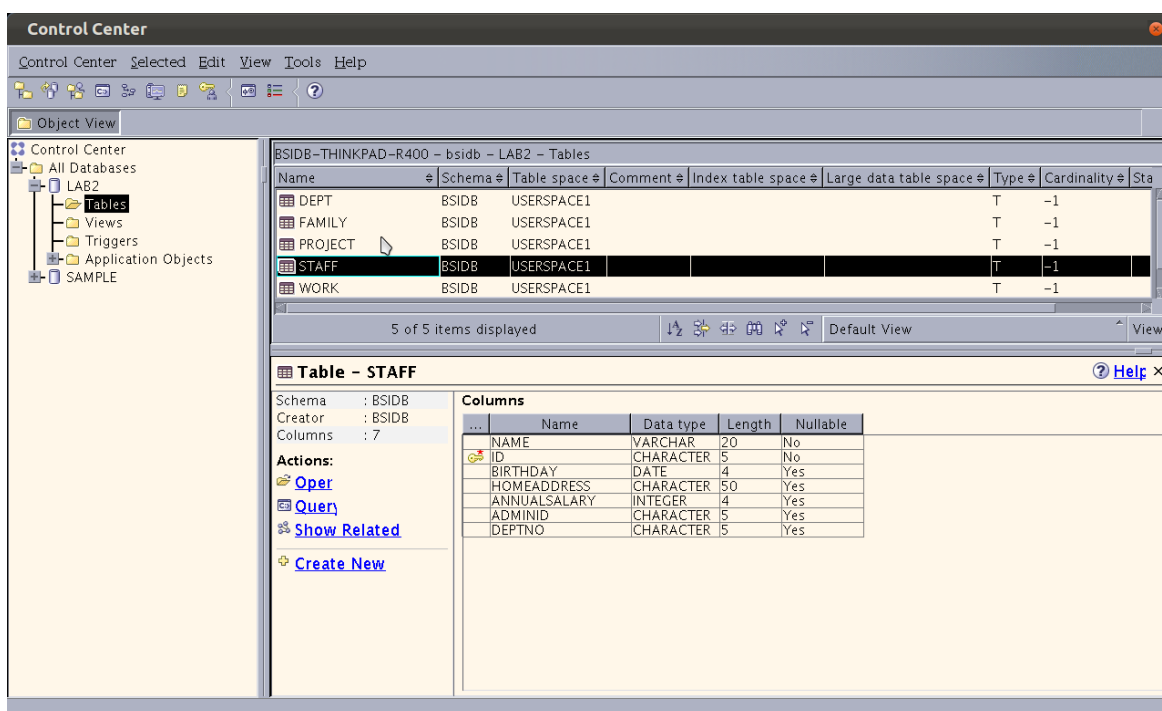 Control Center
Control Center Selected Edit View Tools Help
Object View
Control Center
All Databases
LAB2
Tables
Views
Triggers
Application Objects
SAMPLE
BSIDB-THINKPAD-R400 - bsidb - LAB2 - Tables
Name Schema Table space Comment Index table space Large data table space Type Cardinality Sta
DEPT BSIDB USERSPACE1 T -1
FAMILY BSIDB USERSPACE1 T -1
PROJECT BSIDB USERSPACE1 T -1
STAFF BSIDB USERSPACE1 T -1
WORK BSIDB USERSPACE1 T -1
5 of 5 items displayed Default View View
Table - STAFF Help
Schema : BSIDB
Creator : BSIDB
Columns : 7
Actions:
Oper
Query
Show Related
Create New
Columns
... Name Data type Length Nullable
NAME VARCHAR 20 No
ID CHARACTER 5 No
BIRTHDAY DATE 4 Yes
HOMEADDRESS CHARACTER 50 Yes
ANNUALSALARY INTEGER 4 Yes
ADMINID CHARACTER 5 Yes
DEPTNO CHARACTER 5 Yes